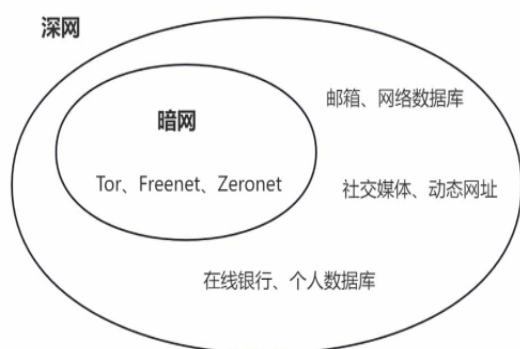 深网
暗网
邮箱、网络数据库
Tor、Freenet、Zeronet
社交媒体、动态网址
在线银行、个人数据库